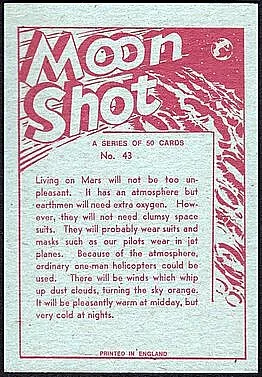 Moon
Shot
A SERIES OF 50 CARDS
No. 43
Living on Mars will not be too un-
pleasant. It has an atmosphere but
earthmen will need extra oxygen. How-
ever, they will not need clumsy space
suits. They will probably wear suits and
masks such as our pilots wear in jet
planes. Because of the atmosphere,
ordinary one-man helicopters could be
used. There will be winds which whip
up dust clouds, turning the sky orange.
It will be pleasantly warm at midday, but
very cold at nights.
PRINTED IN ENGLAND